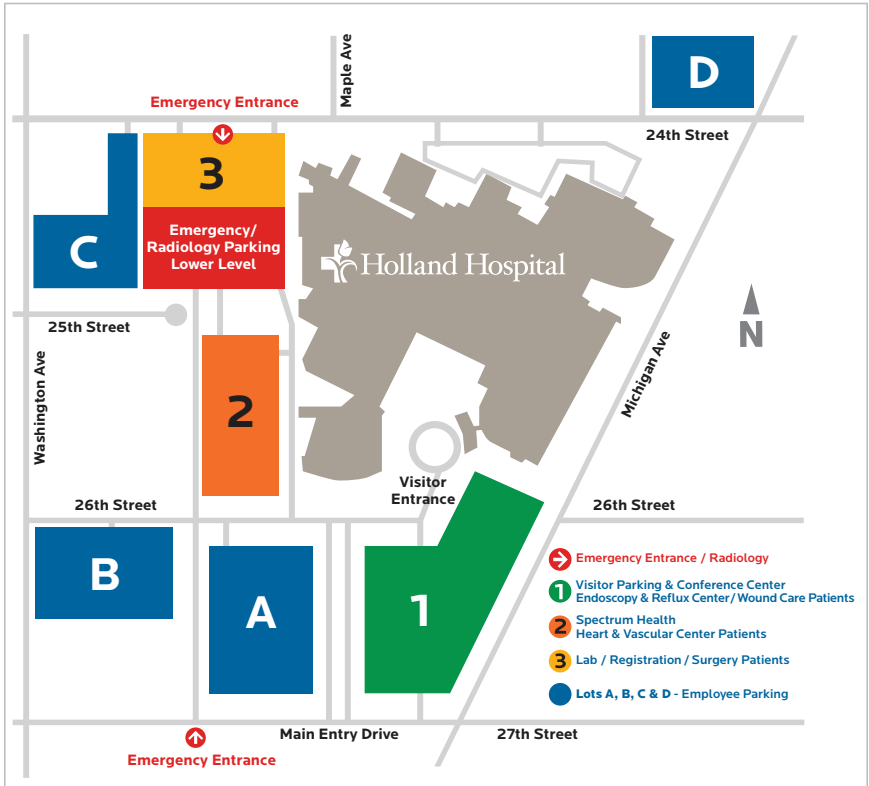 Maple Ave
D
Emergency Entrance
24th Street
3
C
Emergency/
Radiology Parking
Lower Level
Holland Hospital
N
25th Street
Washington Ave
2
Michigan Ave
Visitor
Entrance
26th Street
26th Street
B
A
1
Emergency Entrance / Radiology
1 Visitor Parking & Conference Center
Endoscopy & Reflux Center/Wound Care Patients
2 Spectrum Health
Heart & Vascular Center Patients
3 Lab / Registration / Surgery Patients
Lots A, B, C & D - Employee Parking
Main Entry Drive
27th Street
Emergency Entrance